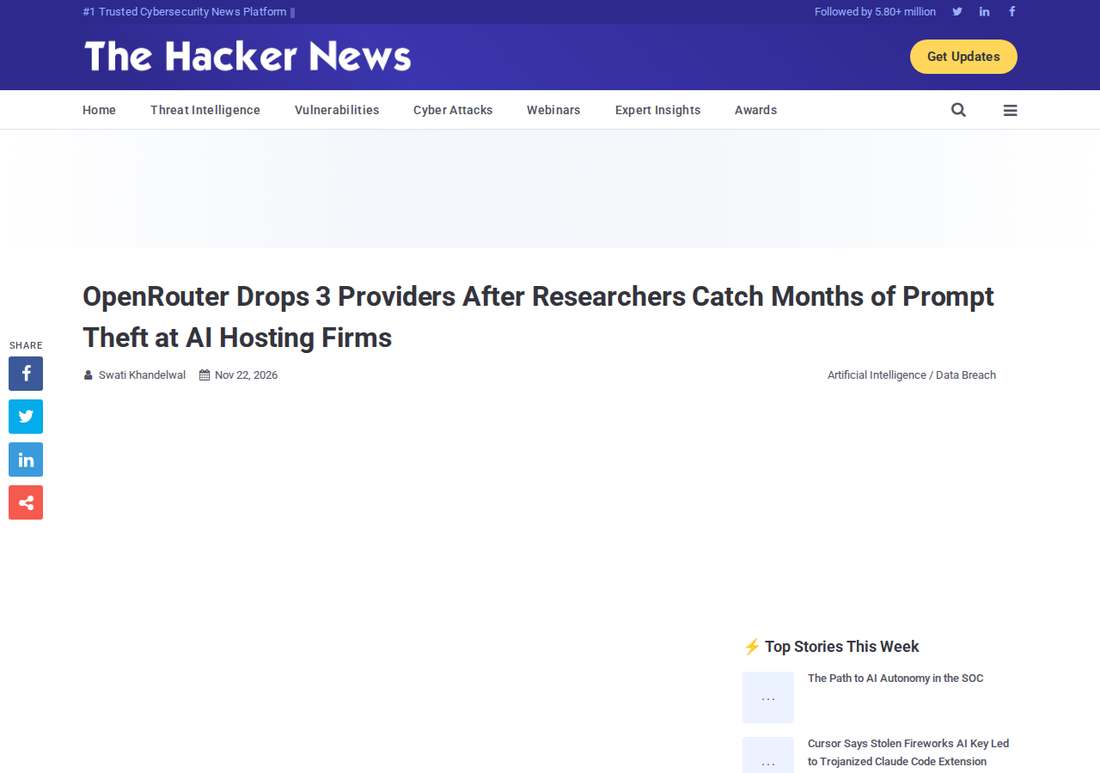 #1 Trusted Cybersecurity News Platform
Followed by 5.80+ million
The Hacker News
Get Updates
Home
Threat Intelligence
Vulnerabilities
Cyber Attacks
Webinars
Expert Insights
Awards
OpenRouter Drops 3 Providers After Researchers Catch Months of Prompt
Theft at AI Hosting Firms
SHARE
Swati Khandelwal
Nov 22, 2026
Artificial Intelligence / Data Breach
⚡ Top Stories This Week
...
The Path to AI Autonomy in the SOC
...
Cursor Says Stolen Fireworks AI Key Led
to Trojanized Claude Code Extension